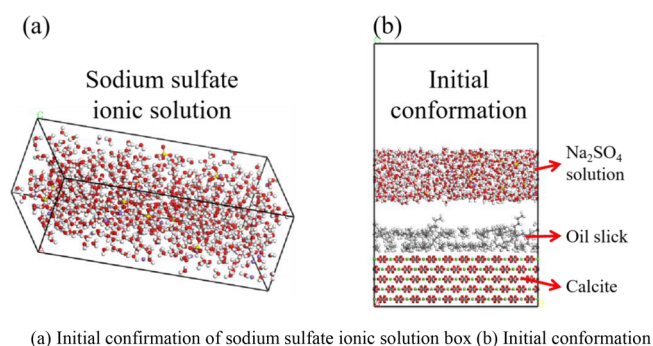 (a)
Sodium sulfate
ionic solution
(b)
Initial
conformation
Na₂SO₄
solution
Oil slick
Calcite
(a) Initial confirmation of sodium sulfate ionic solution box (b) Initial conformation